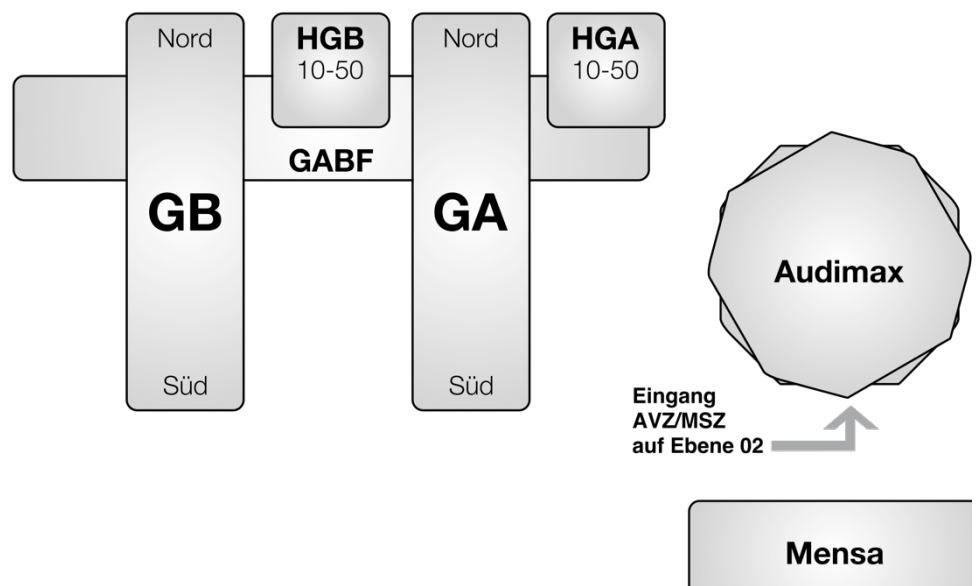 Nord
HGB
10-50
Nord
HGA
10-50
GABF
GB
GA
Audimax
Süd
Süd
Eingang
AVZ/MSZ
auf Ebene 02
Mensa